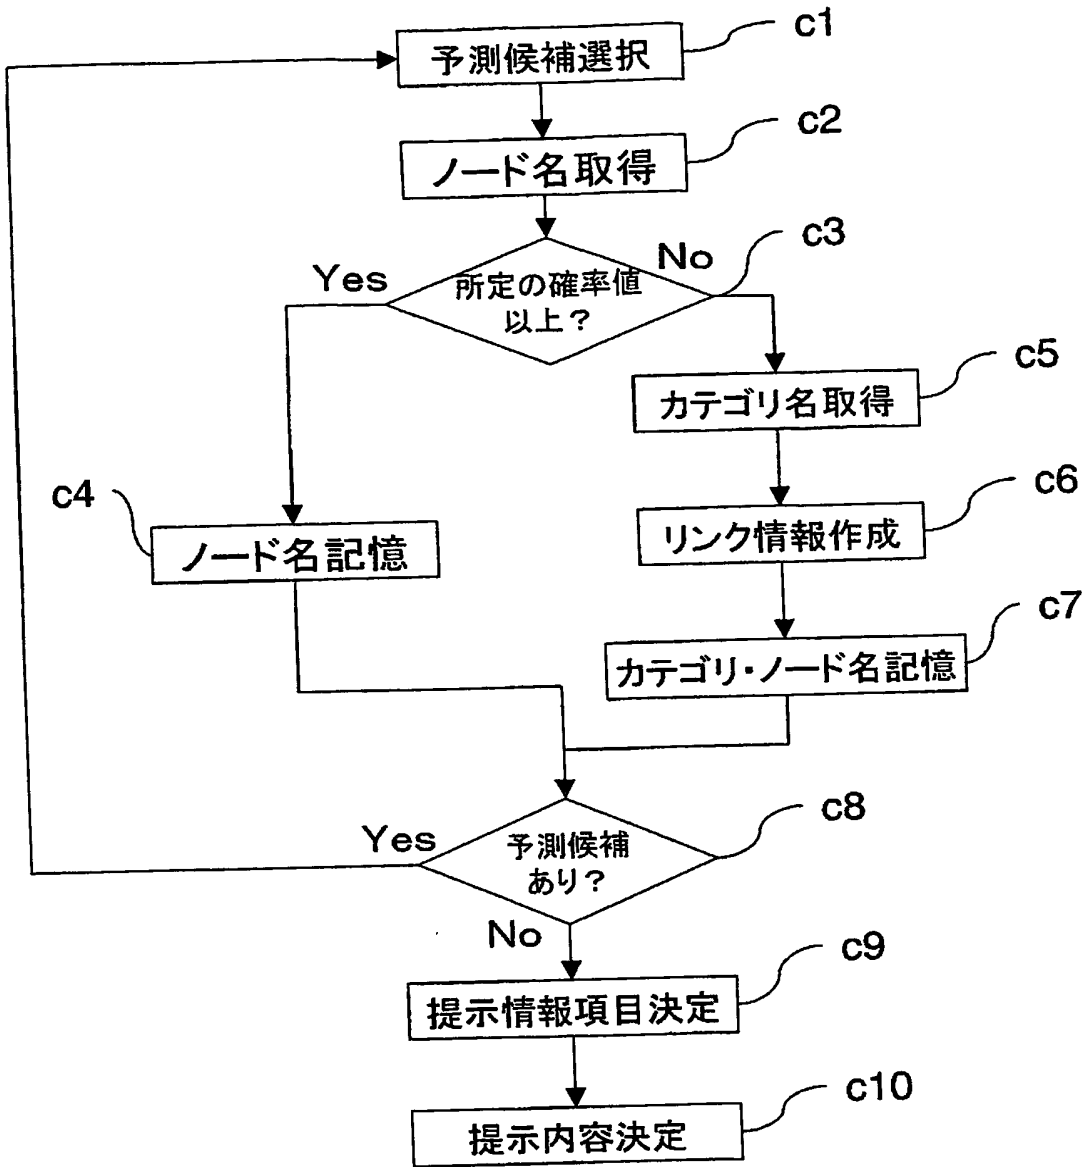 c1
予測候補選択
c2
ノード名取得
c3
Yes
No
所定の確率値
以上?
c5
カテゴリ名取得
c4
ノード名記憶
c6
リンク情報作成
c7
カテゴリ・ノード名記憶
c8
Yes
予測候補
あり?
No
c9
提示情報項目決定
c10
提示内容決定